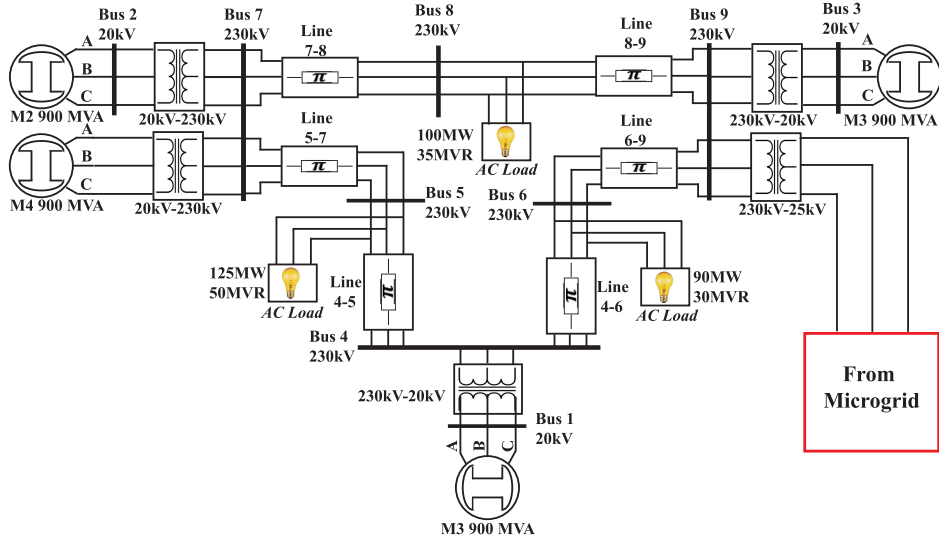 Bus 2
20kV
Bus 7
230kV
Line
7-8
Bus 8
230kV
Line
8-9
Bus 9
230kV
Bus 3
20kV
A
B
C
M2 900 MVA
20kV-230kV
π
π
230kV-20kV
A
B
C
M3 900 MVA
A
B
C
M4 900 MVA
20kV-230kV
Line
5-7
π
100MW
35MVR
AC Load
Line
6-9
π
230kV-25kV
Bus 5
230kV
Bus 6
230kV
125MW
50MVR
AC Load
Line
4-5
π
π
Line
4-6
90MW
30MVR
AC Load
Bus 4
230kV
230kV-20kV
Bus 1
20kV
A
B
C
M3 900 MVA
From
Microgrid